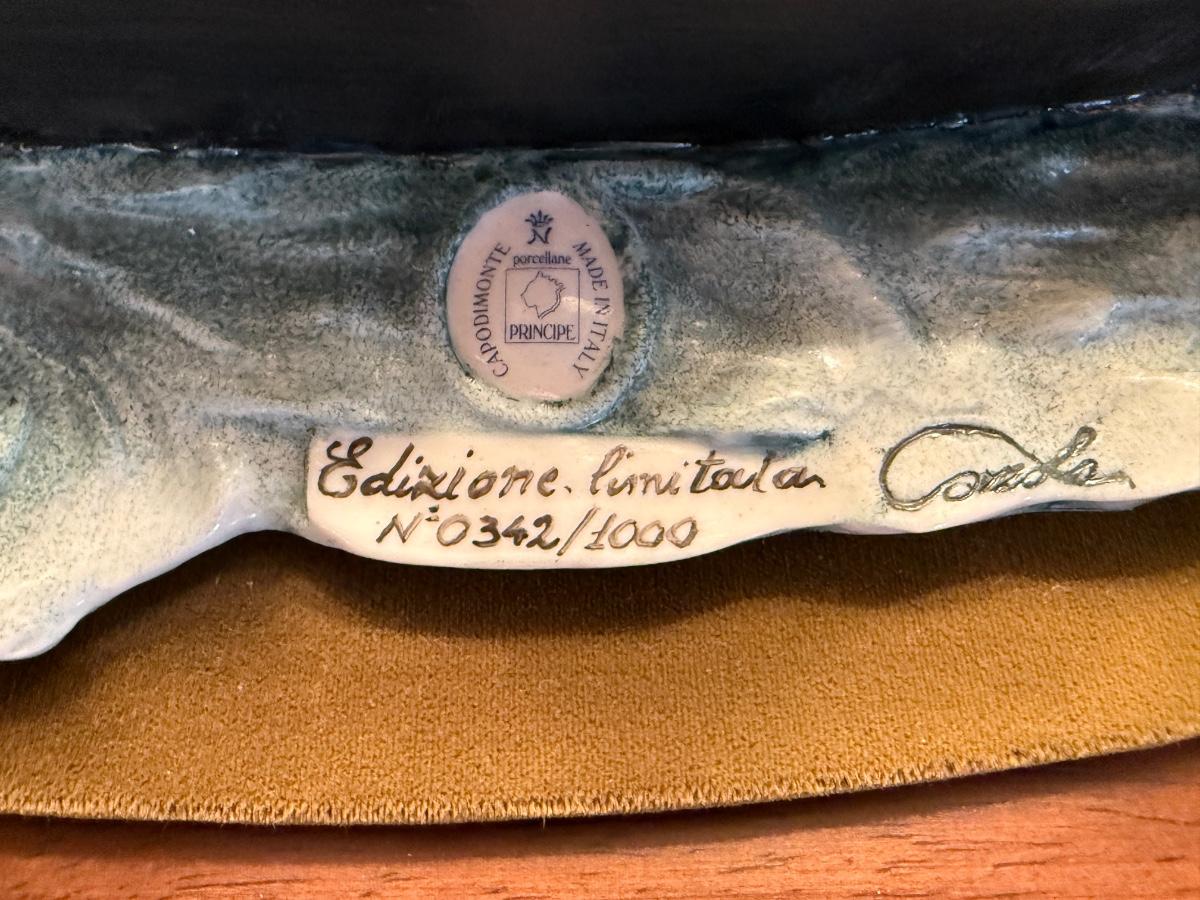 N
porcellane
PRINCIPE
CAPODIMONTE
MADE IN ITALY
Edizione limitata
N° 0342/1000